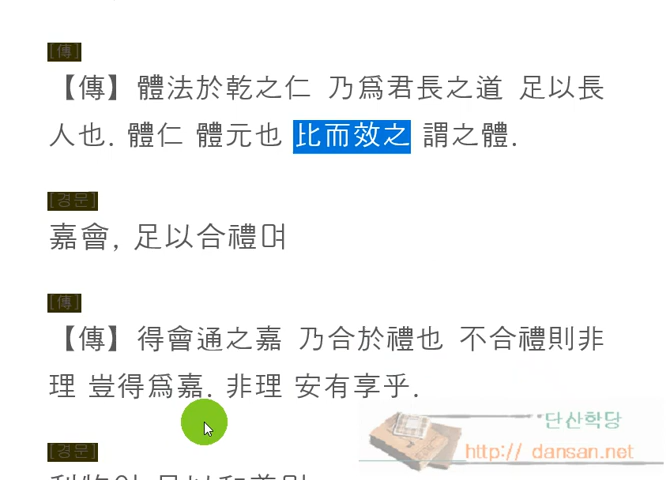 [傳]
【傳】 體法於乾之仁 乃爲君長之道 足以長
人也. 體仁 體元也 比而效之 謂之體.
[경문]
嘉會, 足以合禮며
[傳]
【傳】 得會通之嘉 乃合於禮也 不合禮則非
理 豈得爲嘉. 非理 安有享乎.
단산학당
http:// dansan.net
[경문]